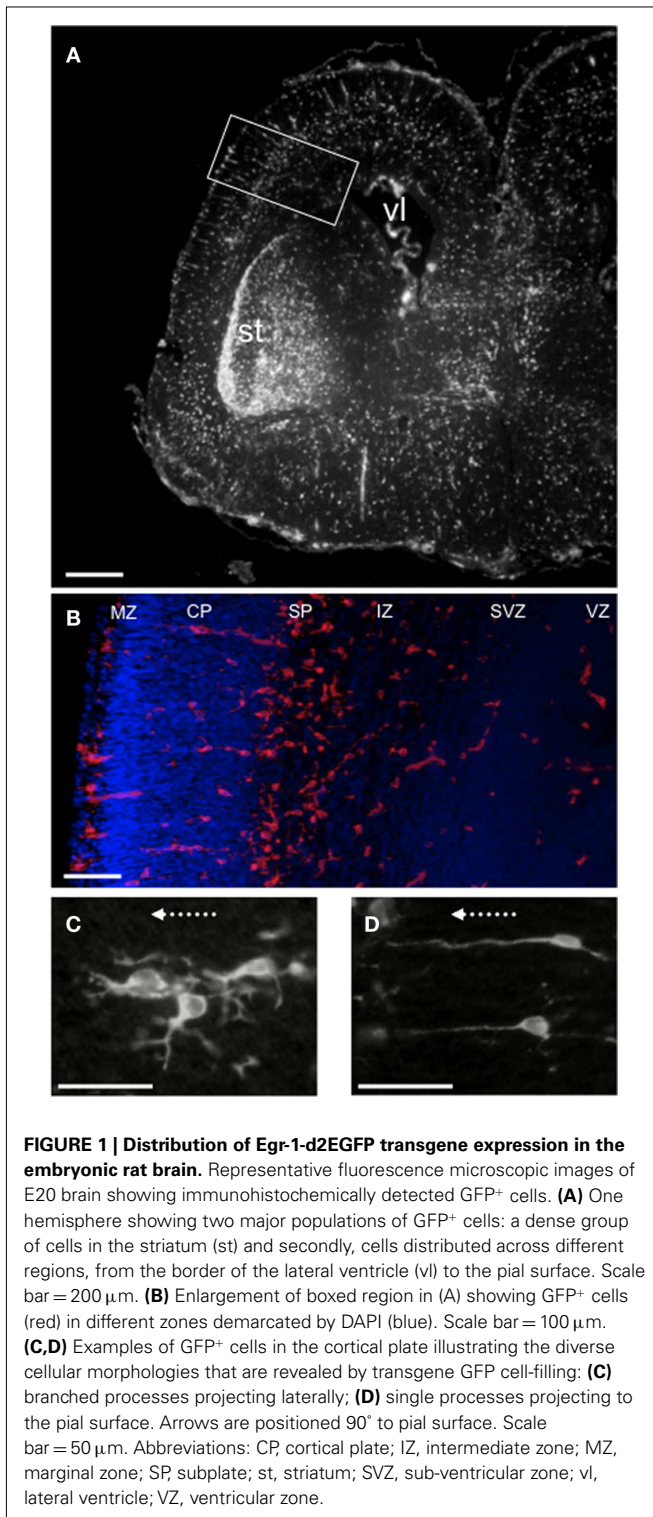 A
vl
st
B
MZ CP SP IZ SVZ VZ
C
D
FIGURE 1 | Distribution of Egr-1-d2EGFP transgene expression in the
embryonic rat brain. Representative fluorescence microscopic images of
E20 brain showing immunohistochemically detected GFP⁺ cells. (A) One
hemisphere showing two major populations of GFP⁺ cells: a dense group
of cells in the striatum (st) and secondly, cells distributed across different
regions, from the border of the lateral ventricle (vl) to the pial surface. Scale
bar = 200 μm. (B) Enlargement of boxed region in (A) showing GFP⁺ cells
(red) in different zones demarcated by DAPI (blue). Scale bar = 100 μm.
(C,D) Examples of GFP⁺ cells in the cortical plate illustrating the diverse
cellular morphologies that are revealed by transgene GFP cell-filling: (C)
branched processes projecting laterally; (D) single processes projecting to
the pial surface. Arrows are positioned 90° to pial surface. Scale
bar = 50 μm. Abbreviations: CP, cortical plate; IZ, intermediate zone; MZ,
marginal zone; SP, subplate; st, striatum; SVZ, sub-ventricular zone; vl,
lateral ventricle; VZ, ventricular zone.